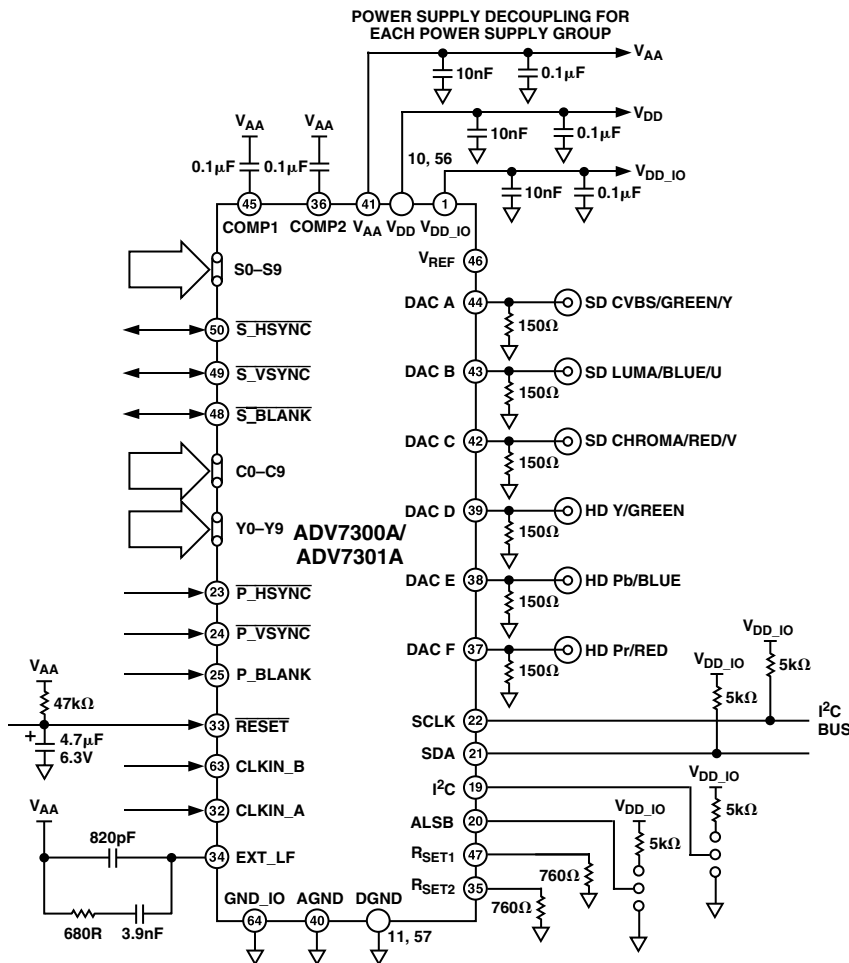 POWER SUPPLY DECOUPLING FOR
EACH POWER SUPPLY GROUP
VAA
10nF
0.1µF
VDD
10nF
0.1µF
VDD_IO
10nF
0.1µF
VAA
VAA
0.1µF
0.1µF
10, 56
45
36
41
1
COMP1
COMP2
VAA
VDD
VDD_IO
VREF
46
S0–S9
DAC A
44
SD CVBS/GREEN/Y
150Ω
50
S_HSYNC
49
S_VSYNC
DAC B
43
SD LUMA/BLUE/U
150Ω
48
S_BLANK
DAC C
42
SD CHROMA/RED/V
150Ω
C0–C9
Y0–Y9
DAC D
39
HD Y/GREEN
150Ω
ADV7300A/
ADV7301A
DAC E
38
HD Pb/BLUE
150Ω
23
P_HSYNC
24
P_VSYNC
DAC F
37
HD Pr/RED
150Ω
25
P_BLANK
VAA
47kΩ
33
RESET
+
4.7µF
6.3V
VDD_IO
5kΩ
VDD_IO
5kΩ
SCLK
22
I²C
BUS
SDA
21
63
CLKIN_B
I²C
19
VDD_IO
5kΩ
32
CLKIN_A
ALSB
20
VDD_IO
5kΩ
VAA
820pF
34
EXT_LF
RSET1
47
760Ω
RSET2
35
760Ω
680R
3.9nF
GND_IO
AGND
DGND
64
40
11, 57